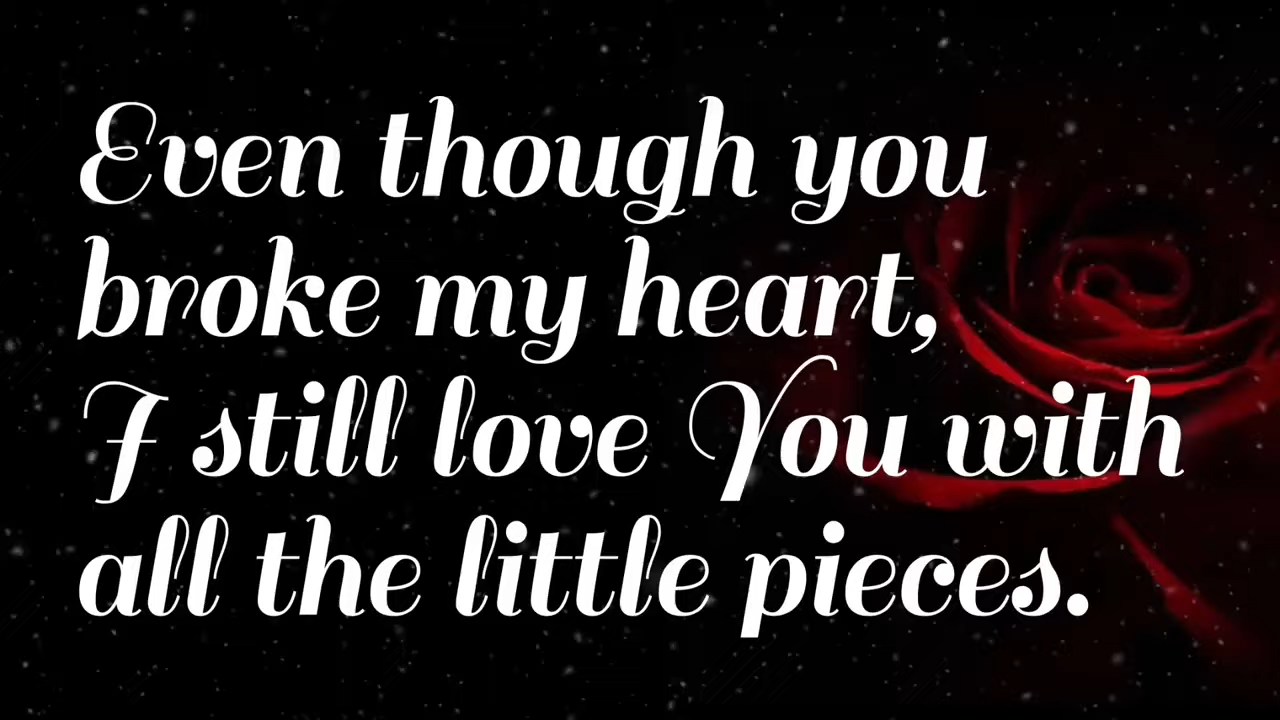 Even though you
broke my heart,
I still love You with
all the little pieces.